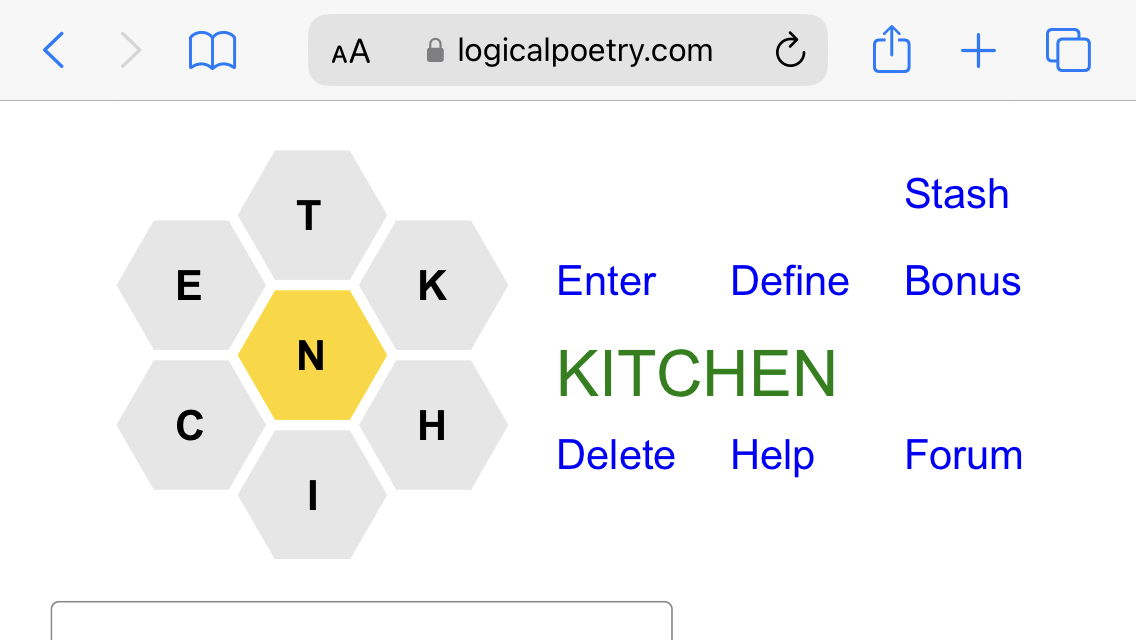 AA logicalpoetry.com
T
E K
N
C H
I
Stash
Enter Define Bonus
KITCHEN
Delete Help Forum